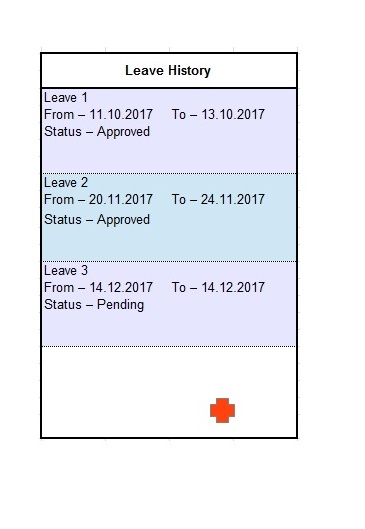 Leave History
Leave 1
From – 11.10.2017 To – 13.10.2017
Status – Approved
Leave 2
From – 20.11.2017 To – 24.11.2017
Status – Approved
Leave 3
From – 14.12.2017 To – 14.12.2017
Status – Pending